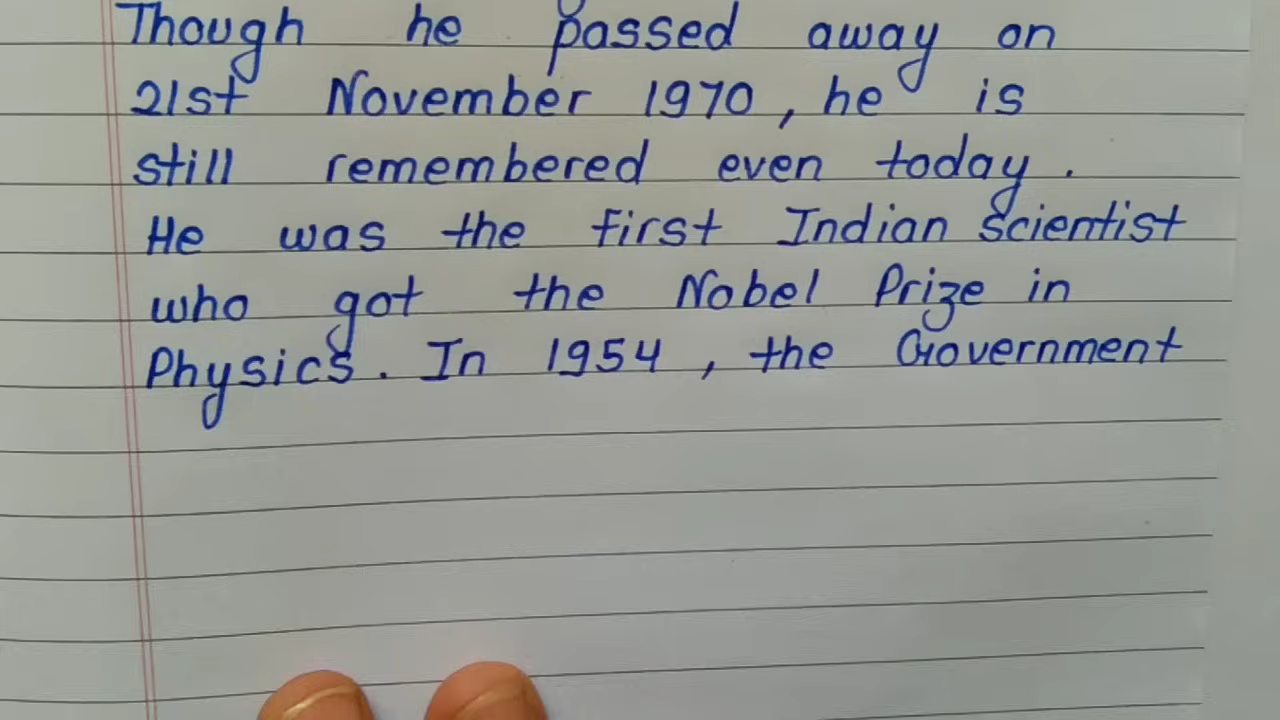 Though he passed away on
21st November 1970, he is
still remembered even today.
He was the first Indian scientist
who got the Nobel Prize in
Physics. In 1954, the Government